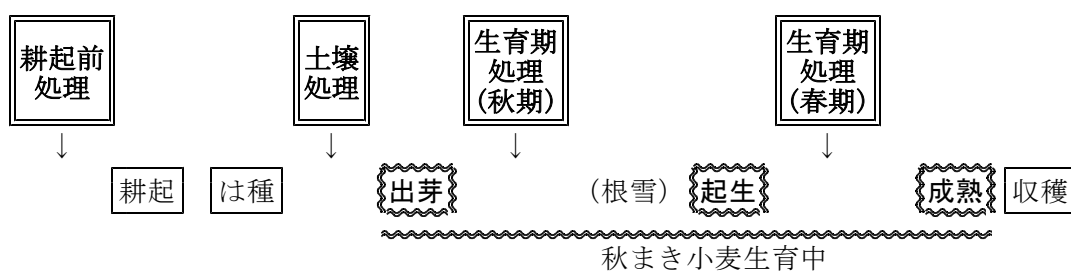 耕起前
処理
土壌
処理
生育期
処理
(秋期)
生育期
処理
(春期)
↓ ↓ ↓ ↓
耕起 は種 出芽 (根雪) 起生 成熟 収穫
秋まき小麦生育中